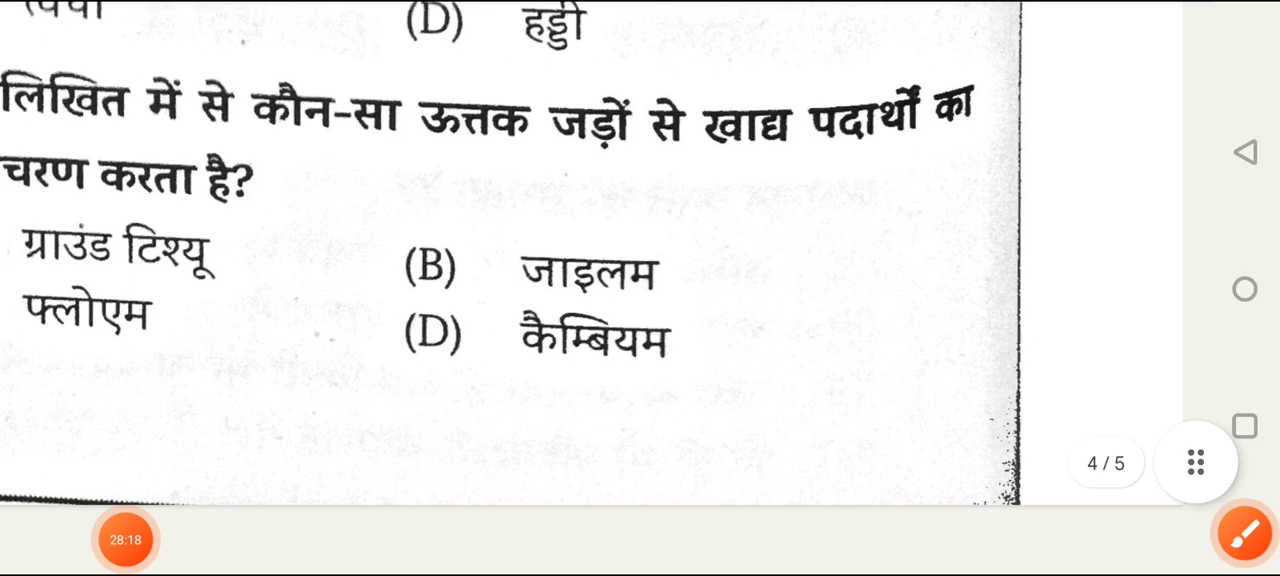 (D) हड्डी
लिखित में से कौन-सा ऊत्तक जड़ों से खाद्य पदार्थों का
चरण करता है?
ग्राउंड टिश्यू (B) जाइलम
फ्लोएम (D) कैम्बियम
4 / 5
28:18